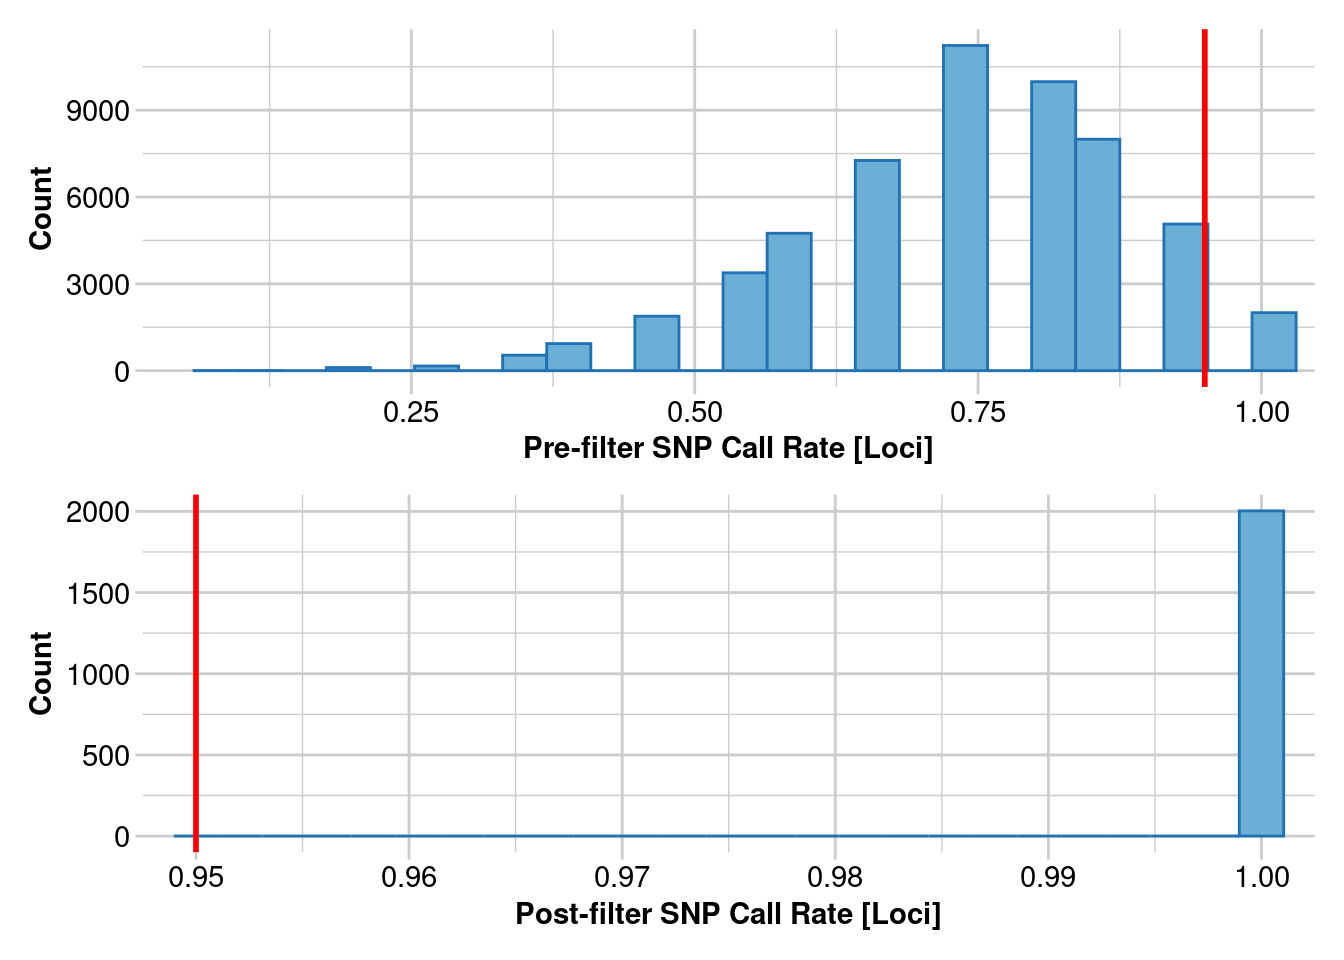 9000
6000
3000
0
Count
0.25 0.50 0.75 1.00
Pre-filter SNP Call Rate [Loci]
2000
1500
1000
500
0
Count
0.95 0.96 0.97 0.98 0.99 1.00
Post-filter SNP Call Rate [Loci]